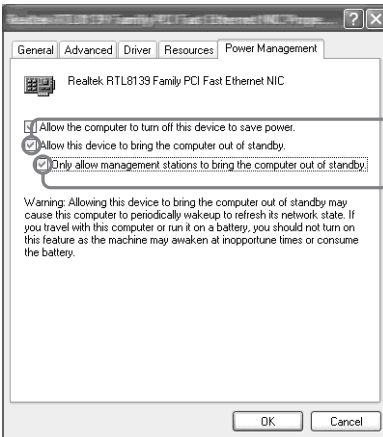 Realtek RTL8139 Family PCI Fast Ethernet NIC Prope...
General
Advanced
Driver
Resources
Power Management
Realtek RTL8139 Family PCI Fast Ethernet NIC
Allow the computer to turn off this device to save power.
Allow this device to bring the computer out of standby.
Only allow management stations to bring the computer out of standby.
Warning: Allowing this device to bring the computer out of standby may
cause this computer to periodically wakeup to refresh its network state. If
you travel with this computer or run it on a battery, you should not turn on
this feature as the machine may awaken at inopportune times or consume
the battery.
OK
Cancel